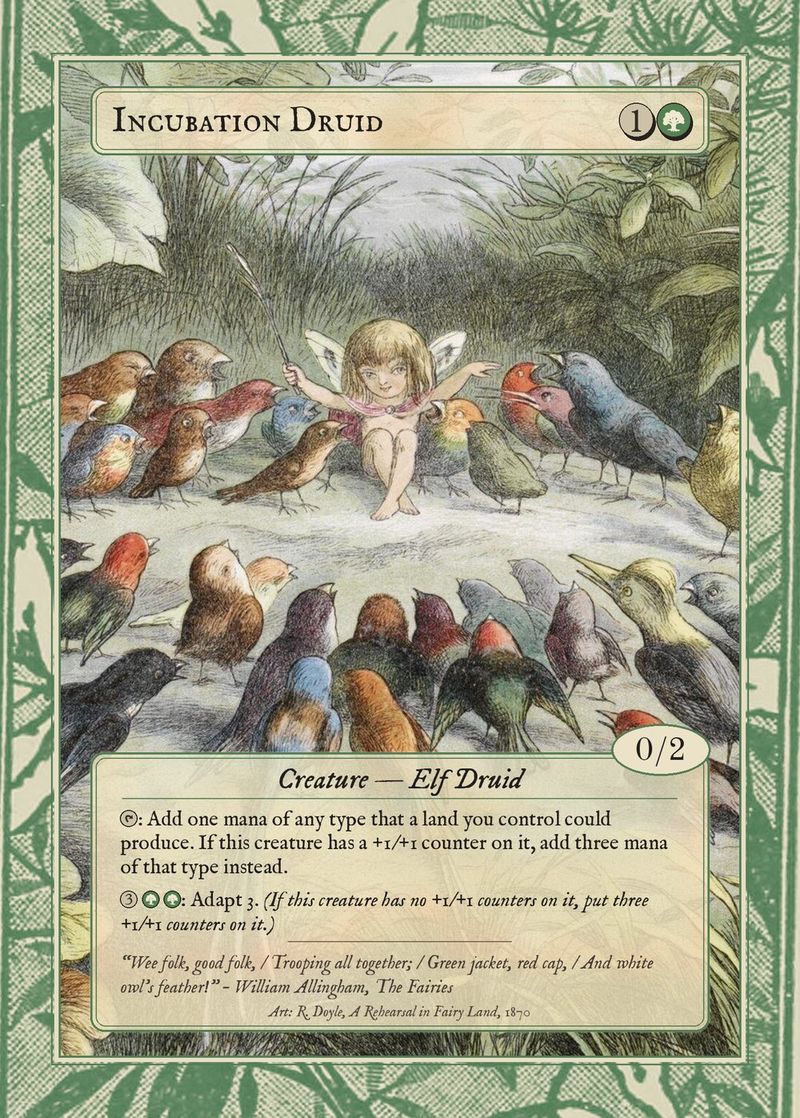 Incubation Druid 1
0/2
Creature — Elf Druid
: Add one mana of any type that a land you control could
produce. If this creature has a +1/+1 counter on it, add three mana
of that type instead.
3: Adapt 3. (If this creature has no +1/+1 counters on it, put three
+1/+1 counters on it.)
“Wee folk, good folk, / Trooping all together; / Green jacket, red cap, / And white
owl’s feather!” – William Allingham, The Fairies
Art: R. Doyle, A Rehearsal in Fairy Land, 1870